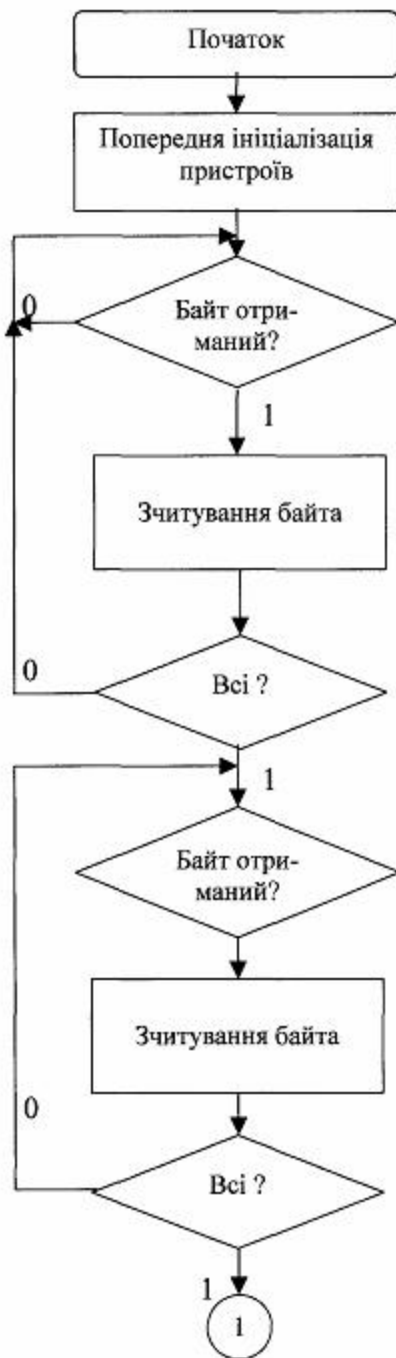 Початок
Попередня ініціалізація
пристроїв
0
Байт отри-
маний?
1
Зчитування байта
0
Всі ?
1
Байт отри-
маний?
Зчитування байта
0
Всі ?
1
i